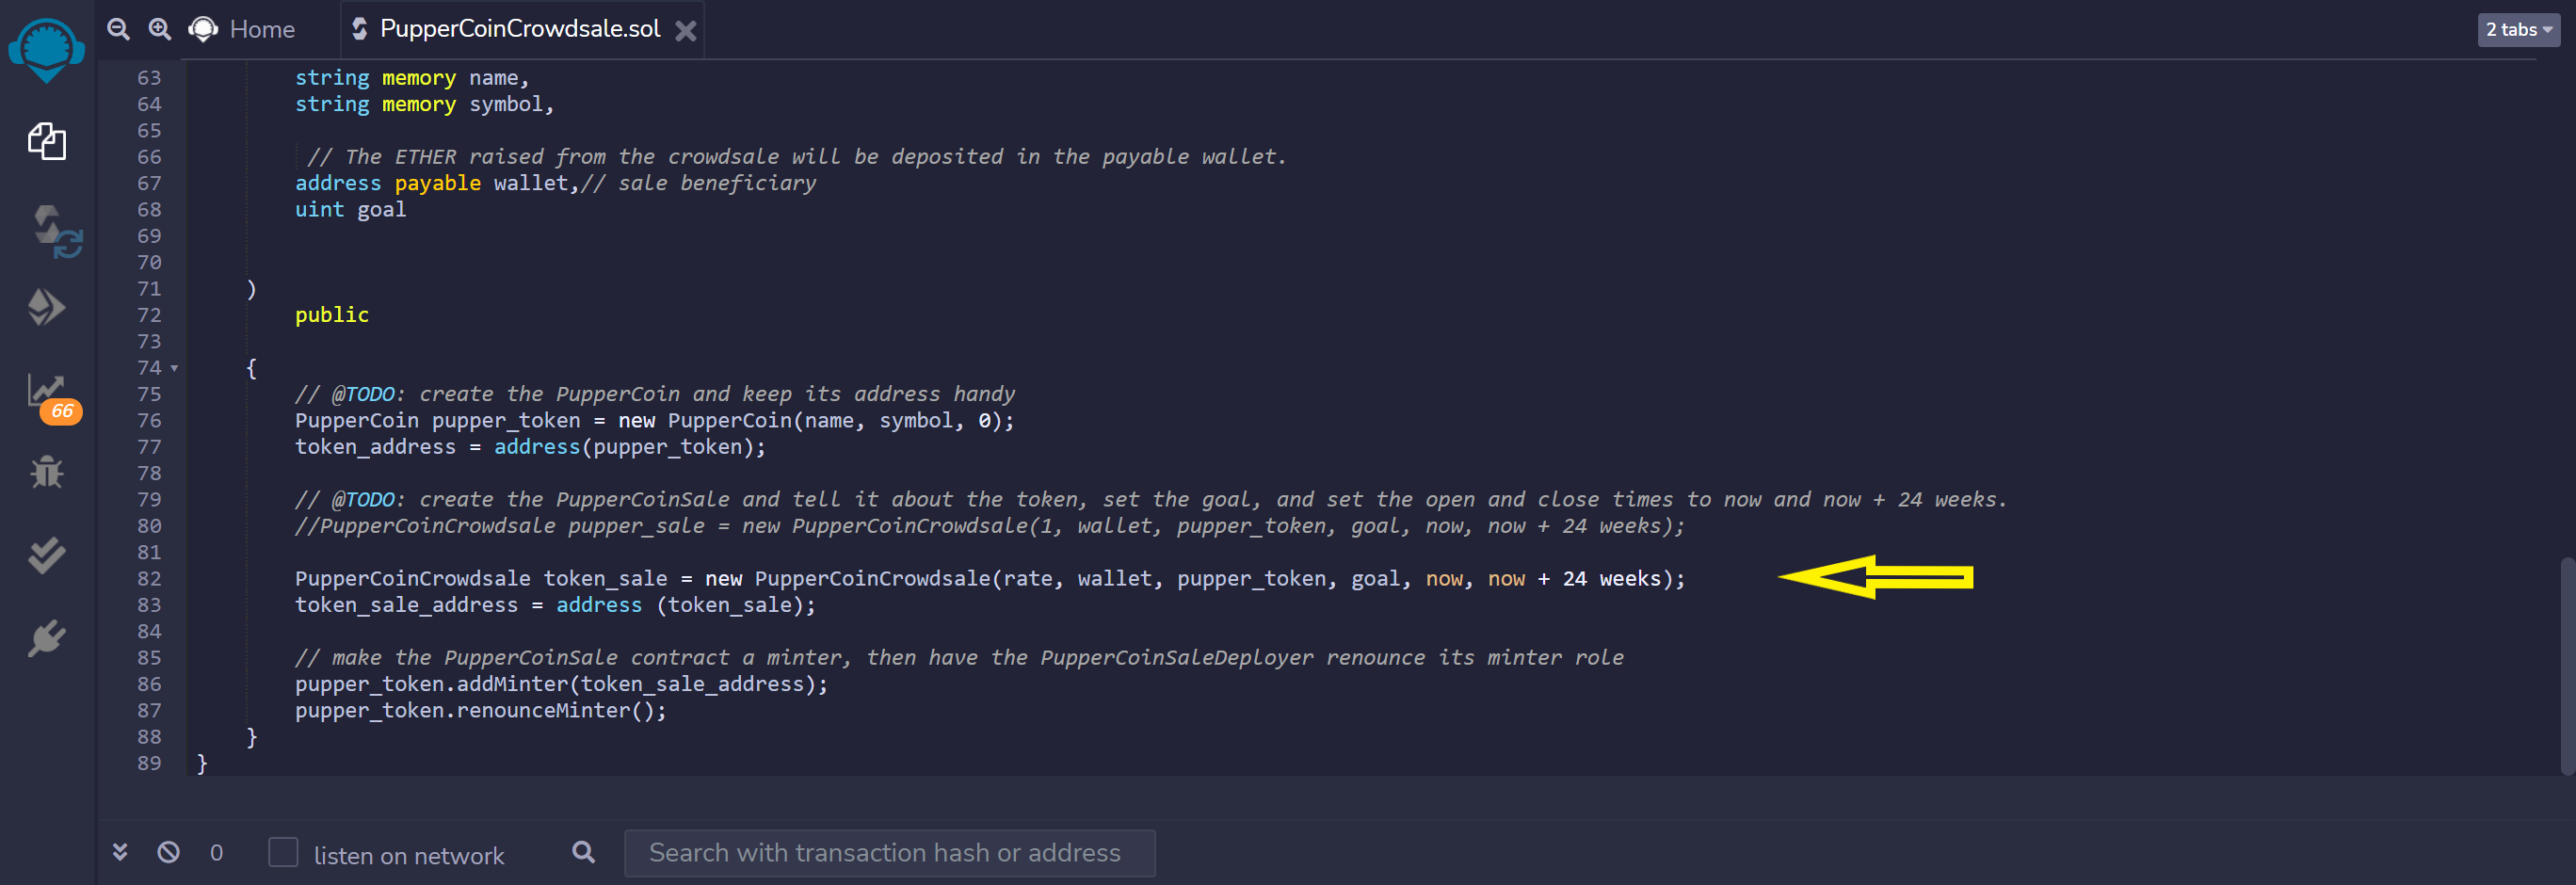 Home
PupperCoinCrowdsale.sol
2 tabs
63 string memory name,
64 string memory symbol,
65
66 // The ETHER raised from the crowdsale will be deposited in the payable wallet.
67 address payable wallet,// sale beneficiary
68 uint goal
69
70
71 )
72 public
73
74 {
75 // @TODO: create the PupperCoin and keep its address handy
76 PupperCoin pupper_token = new PupperCoin(name, symbol, 0);
77 token_address = address(pupper_token);
78
79 // @TODO: create the PupperCoinSale and tell it about the token, set the goal, and set the open and close times to now and now + 24 weeks.
80 //PupperCoinCrowdsale pupper_sale = new PupperCoinCrowdsale(1, wallet, pupper_token, goal, now, now + 24 weeks);
81
82 PupperCoinCrowdsale token_sale = new PupperCoinCrowdsale(rate, wallet, pupper_token, goal, now, now + 24 weeks);
83 token_sale_address = address (token_sale);
84
85 // make the PupperCoinSale contract a minter, then have the PupperCoinSaleDeployer renounce its minter role
86 pupper_token.addMinter(token_sale_address);
87 pupper_token.renounceMinter();
88 }
89 }
66
0
listen on network
Search with transaction hash or address